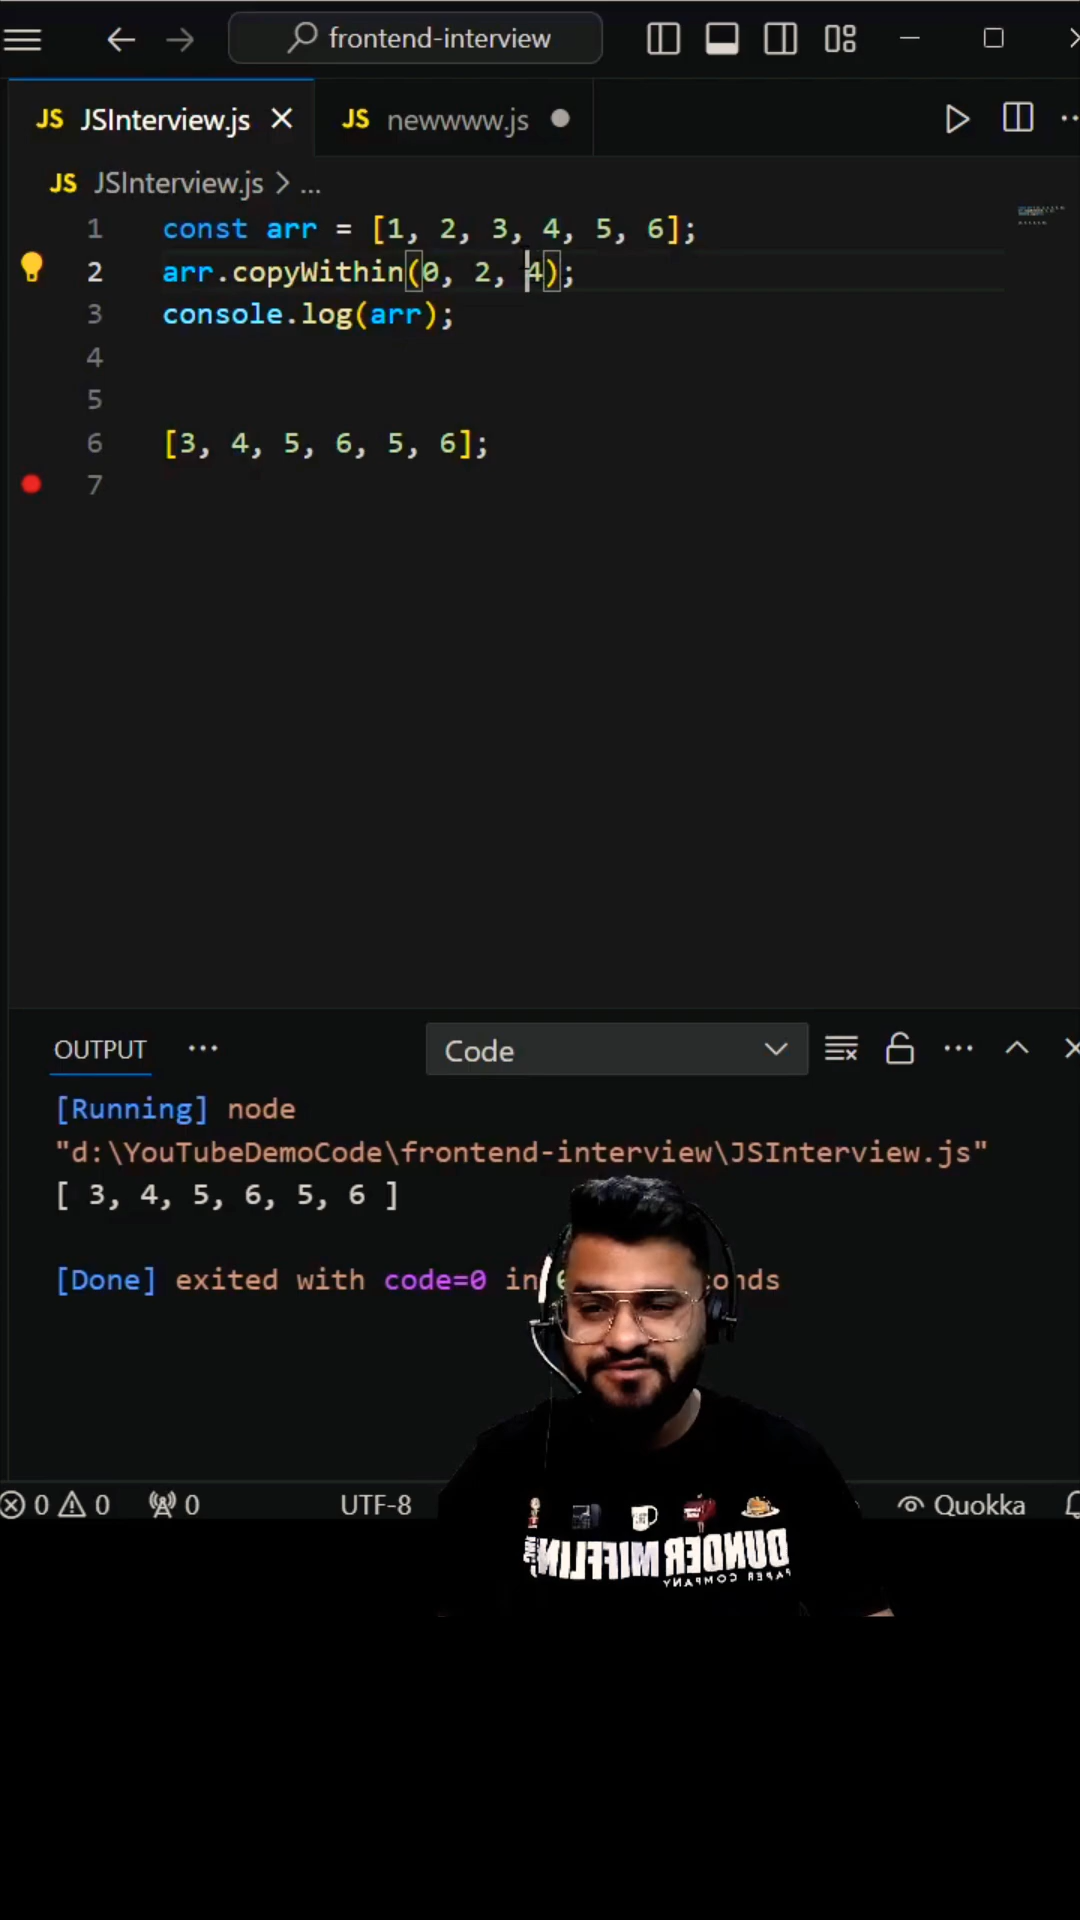 frontend-interview
JS JSInterview.js
JS newwww.js
JS JSInterview.js > ...
1 const arr = [1, 2, 3, 4, 5, 6];
2 arr.copyWithin(0, 2, 4);
3 console.log(arr);
4
5
6 [3, 4, 5, 6, 5, 6];
7
OUTPUT ...
Code
[Running] node
"d:\YouTubeDemoCode\frontend-interview\JSInterview.js"
[ 3, 4, 5, 6, 5, 6 ]
[Done] exited with code=0 in
0 0 0 UTF-8 Quokka
DUNDER MIFFLIN
PAPER COMPANY